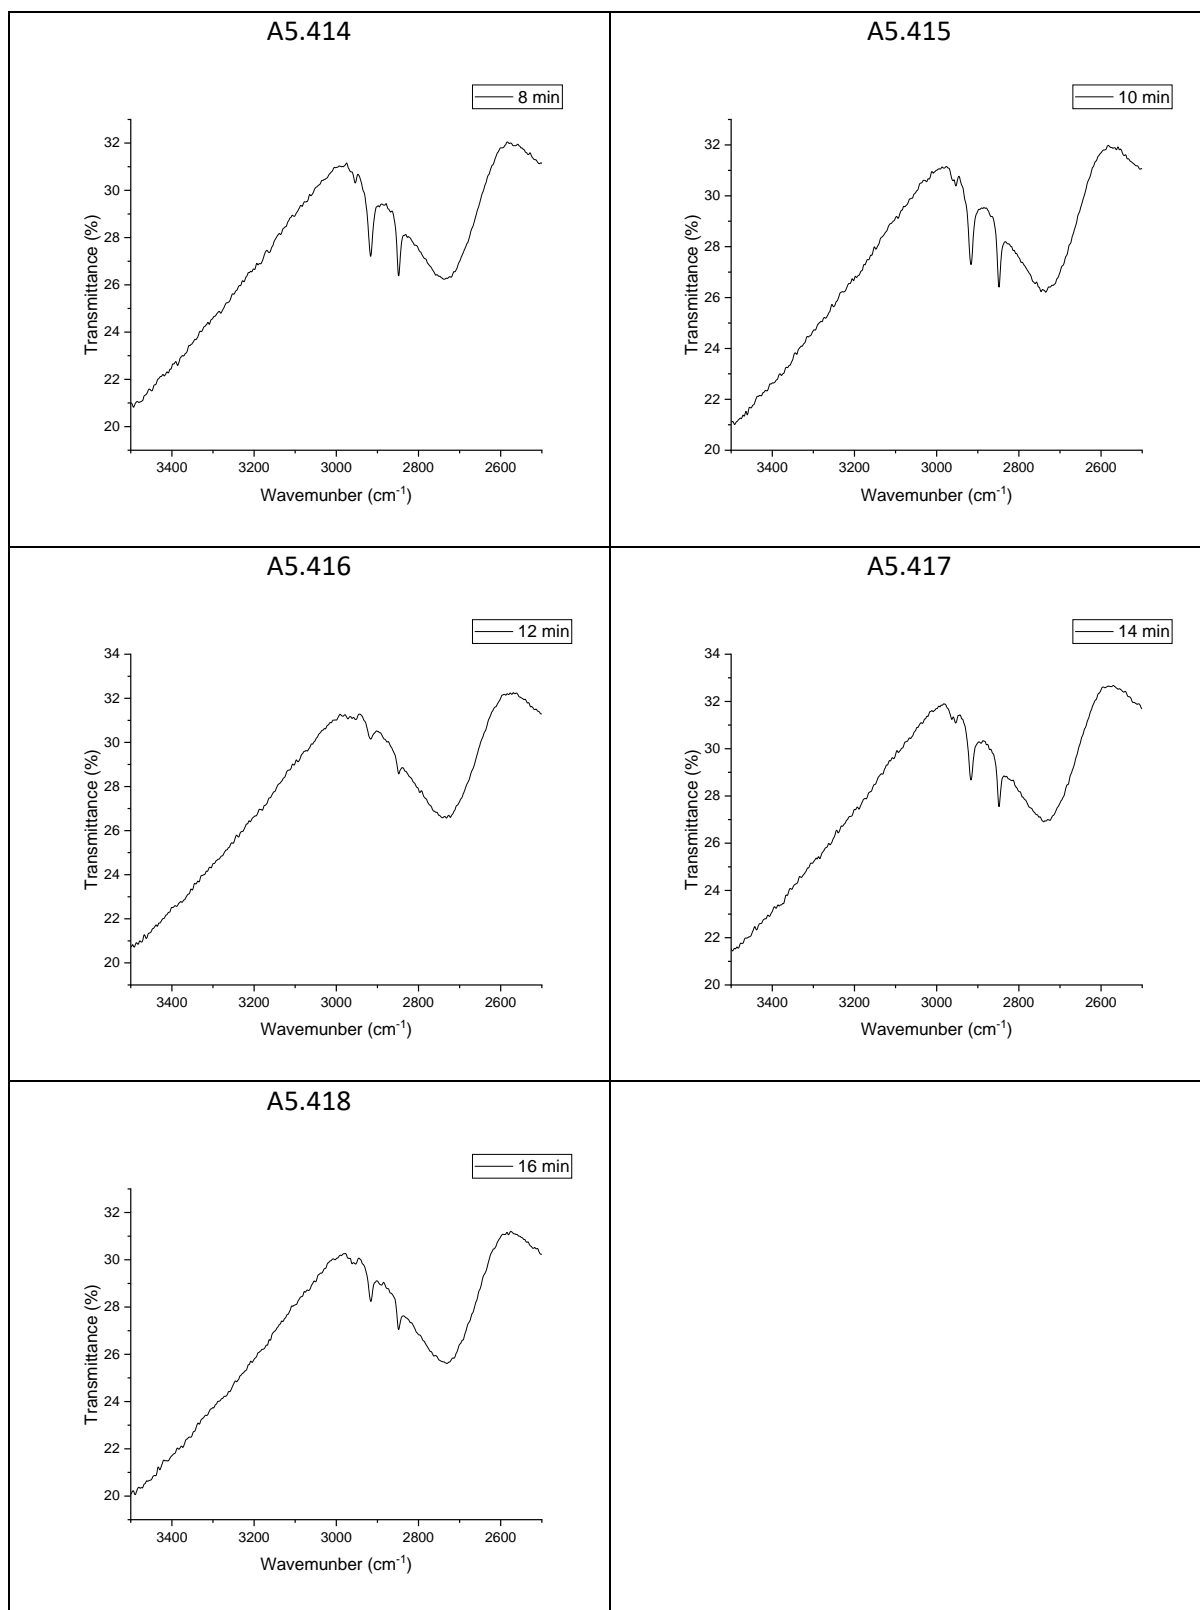 A5.414
8 min
32
30
28
26
24
22
20
Transmittance (%)
3400 3200 3000 2800 2600
Wavemunber (cm⁻¹)
A5.415
10 min
32
30
28
26
24
22
20
Transmittance (%)
3400 3200 3000 2800 2600
Wavemunber (cm⁻¹)
A5.416
12 min
34
32
30
28
26
24
22
20
Transmittance (%)
3400 3200 3000 2800 2600
Wavemunber (cm⁻¹)
A5.417
14 min
34
32
30
28
26
24
22
20
Transmittance (%)
3400 3200 3000 2800 2600
Wavemunber (cm⁻¹)
A5.418
16 min
32
30
28
26
24
22
20
Transmittance (%)
3400 3200 3000 2800 2600
Wavemunber (cm⁻¹)